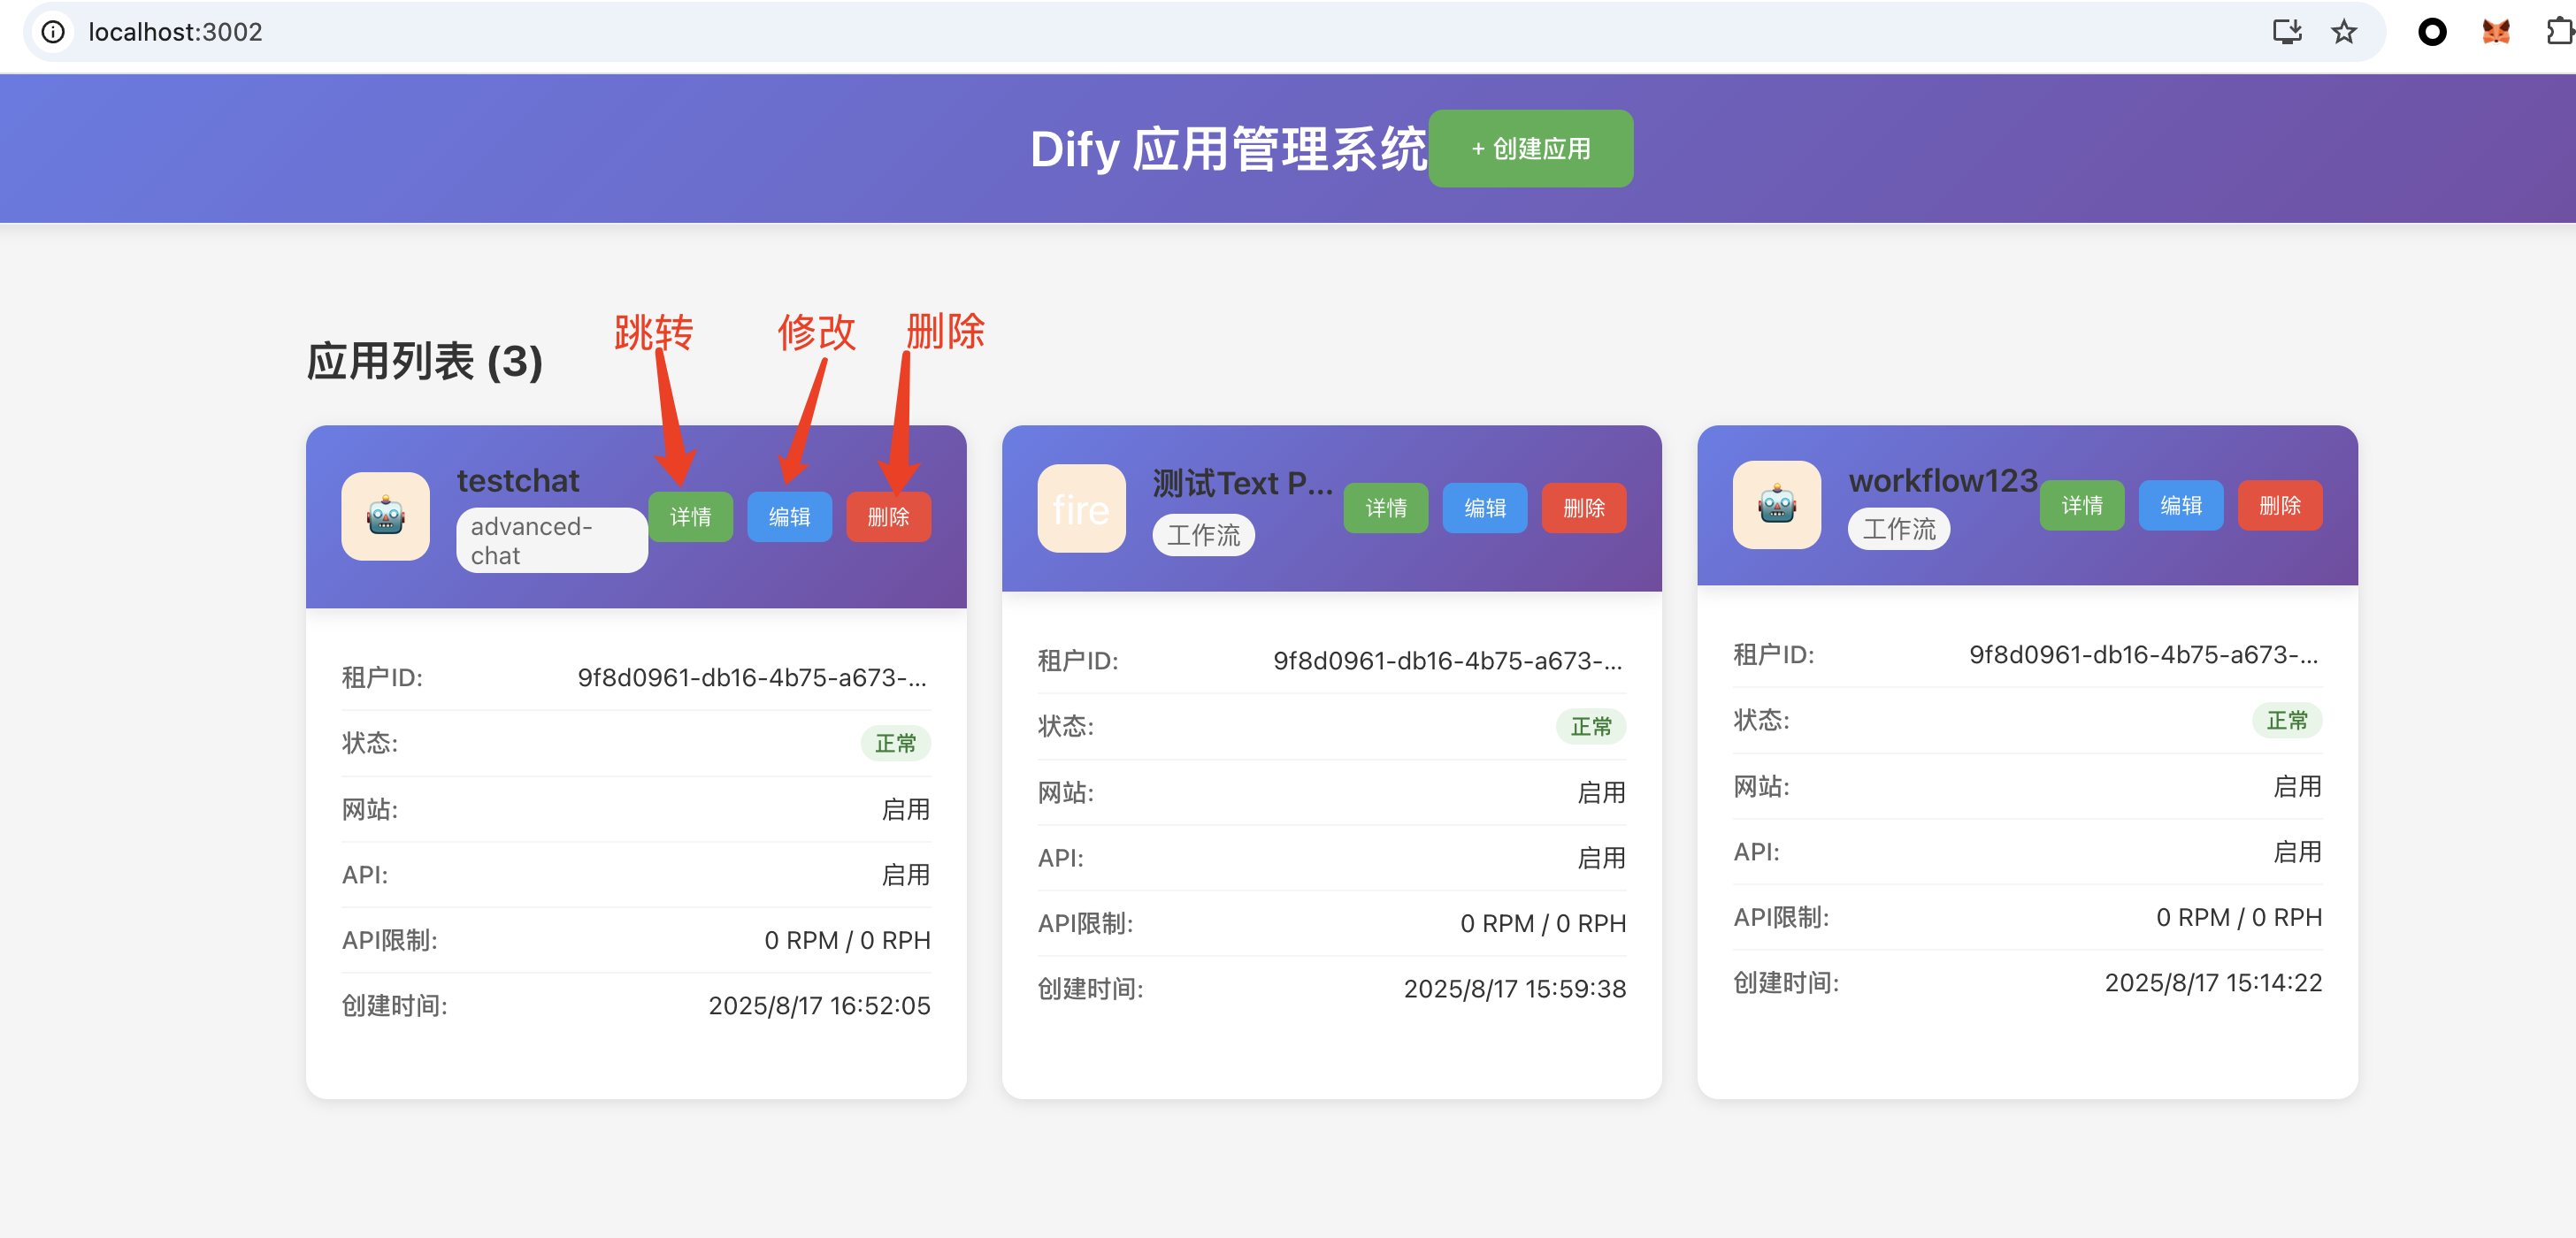 localhost:3002
Dify 应用管理系统
+ 创建应用
跳转
修改
删除
应用列表 (3)
testchat
advanced-
chat
详情
编辑
删除
租户ID:
9f8d0961-db16-4b75-a673-...
状态:
正常
网站:
启用
API:
启用
API限制:
0 RPM / 0 RPH
创建时间:
2025/8/17 16:52:05
fire
测试Text P...
工作流
详情
编辑
删除
租户ID:
9f8d0961-db16-4b75-a673-...
状态:
正常
网站:
启用
API:
启用
API限制:
0 RPM / 0 RPH
创建时间:
2025/8/17 15:59:38
workflow123
工作流
详情
编辑
删除
租户ID:
9f8d0961-db16-4b75-a673-...
状态:
正常
网站:
启用
API:
启用
API限制:
0 RPM / 0 RPH
创建时间:
2025/8/17 15:14:22